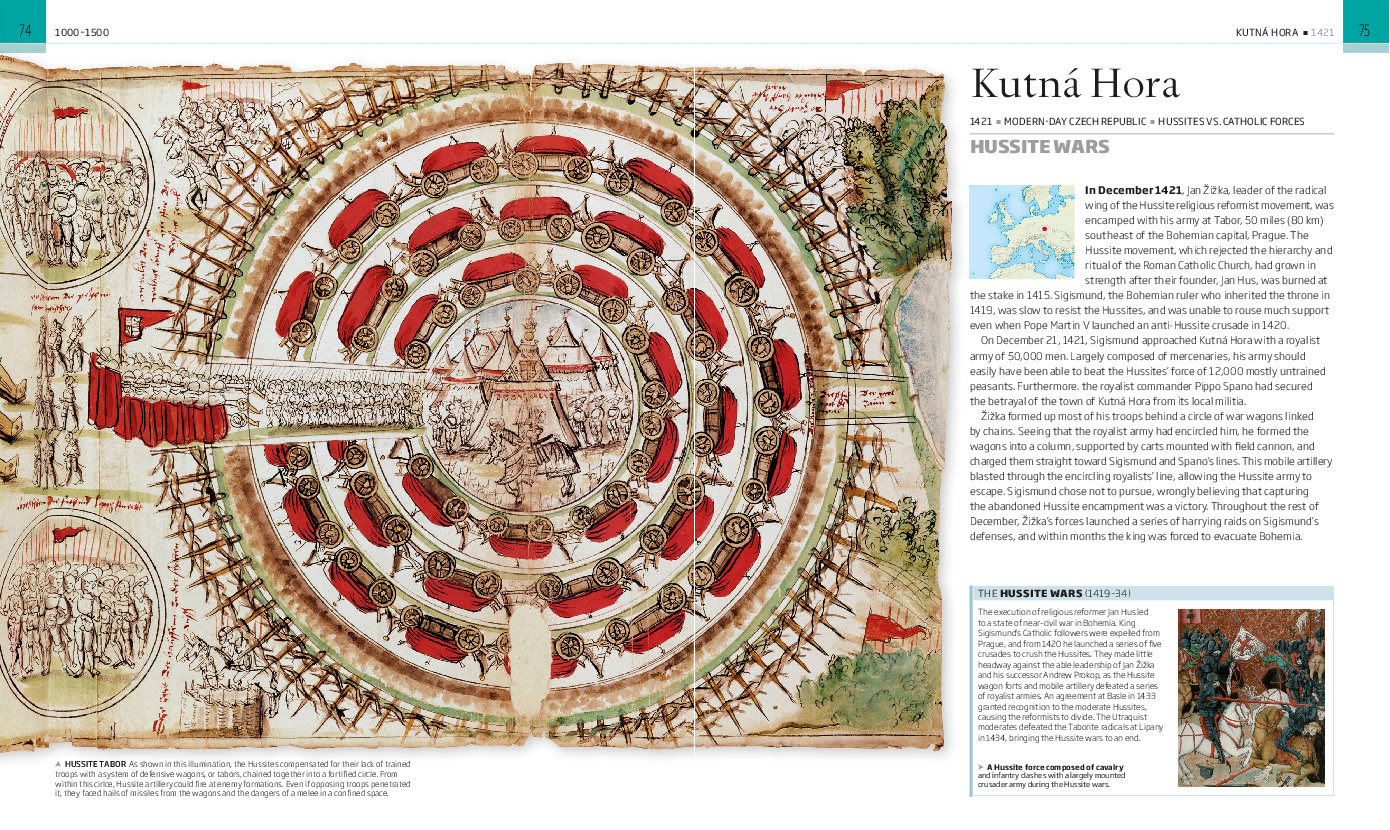 74
1000–1500
KUTNÁ HORA ■ 1421
75
Kutná Hora
1421 ■ MODERN-DAY CZECH REPUBLIC ■ HUSSITES VS. CATHOLIC FORCES
HUSSITE WARS
In December 1421, Jan Žižka, leader of the radical
wing of the Hussite religious reformist movement, was
encamped with his army at Tabor, 50 miles (80 km)
southeast of the Bohemian capital, Prague. The
Hussite movement, which rejected the hierarchy and
ritual of the Roman Catholic Church, had grown in
strength after their founder, Jan Hus, was burned at
the stake in 1415. Sigismund, the Bohemian ruler who inherited the throne in
1419, was slow to resist the Hussites, and was unable to rouse much support
even when Pope Martin V launched an anti-Hussite crusade in 1420.
On December 21, 1421, Sigismund approached Kutná Hora with a royalist
army of 50,000 men. Largely composed of mercenaries, his army should
easily have been able to beat the Hussites' force of 12,000 mostly untrained
peasants. Furthermore. the royalist commander Pippo Spano had secured
the betrayal of the town of Kutná Hora from its local militia.
Žižka formed up most of his troops behind a circle of war wagons linked
by chains. Seeing that the royalist army had encircled him, he formed the
wagons into a column, supported by carts mounted with field cannon, and
charged them straight toward Sigismund and Spano's lines. This mobile artillery
blasted through the encircling royalists' line, allowing the Hussite army to
escape. Sigismund chose not to pursue, wrongly believing that capturing
the abandoned Hussite encampment was a victory. Throughout the rest of
December, Žižka's forces launched a series of harrying raids on Sigismund's
defenses, and within months the king was forced to evacuate Bohemia.
THE HUSSITE WARS (1419–34)
The execution of religious reformer Jan Hus led
to a state of near-civil war in Bohemia. King
Sigismund's Catholic followers were expelled from
Prague, and from 1420 he launched a series of five
crusades to crush the Hussites. They made little
headway against the able leadership of Jan Žižka
and his successor Andrew Prokop, as the Hussite
wagon forts and mobile artillery defeated a series
of royalist armies. An agreement at Basle in 1433
granted recognition to the moderate Hussites,
causing the reformists to divide. The Utraquist
moderates defeated the Taborite radicals at Lipany
in 1434, bringing the Hussite wars to an end.
➤ A Hussite force composed of cavalry
and infantry clashes with a largely mounted
crusader army during the Hussite wars.
▲ HUSSITE TABOR As shown in this illumination, the Hussites compensated for their lack of trained
troops with a system of defensive wagons, or tabors, chained together into a fortified circle. From
within this cirlce, Hussite artillery could fire at enemy formations. Even if opposing troops penetrated
it, they faced hails of missiles from the wagons and the dangers of a melee in a confined space.